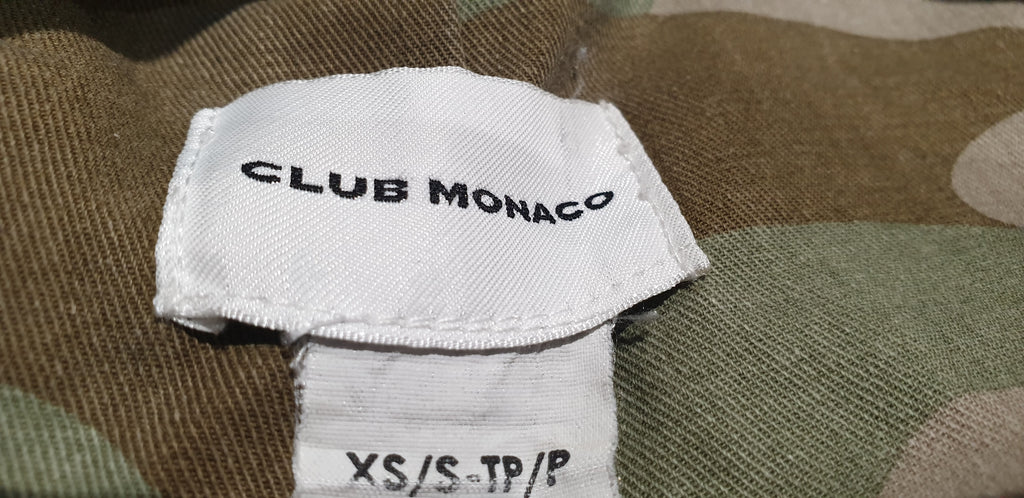 CLUB MONACO
XS/S-TP/P